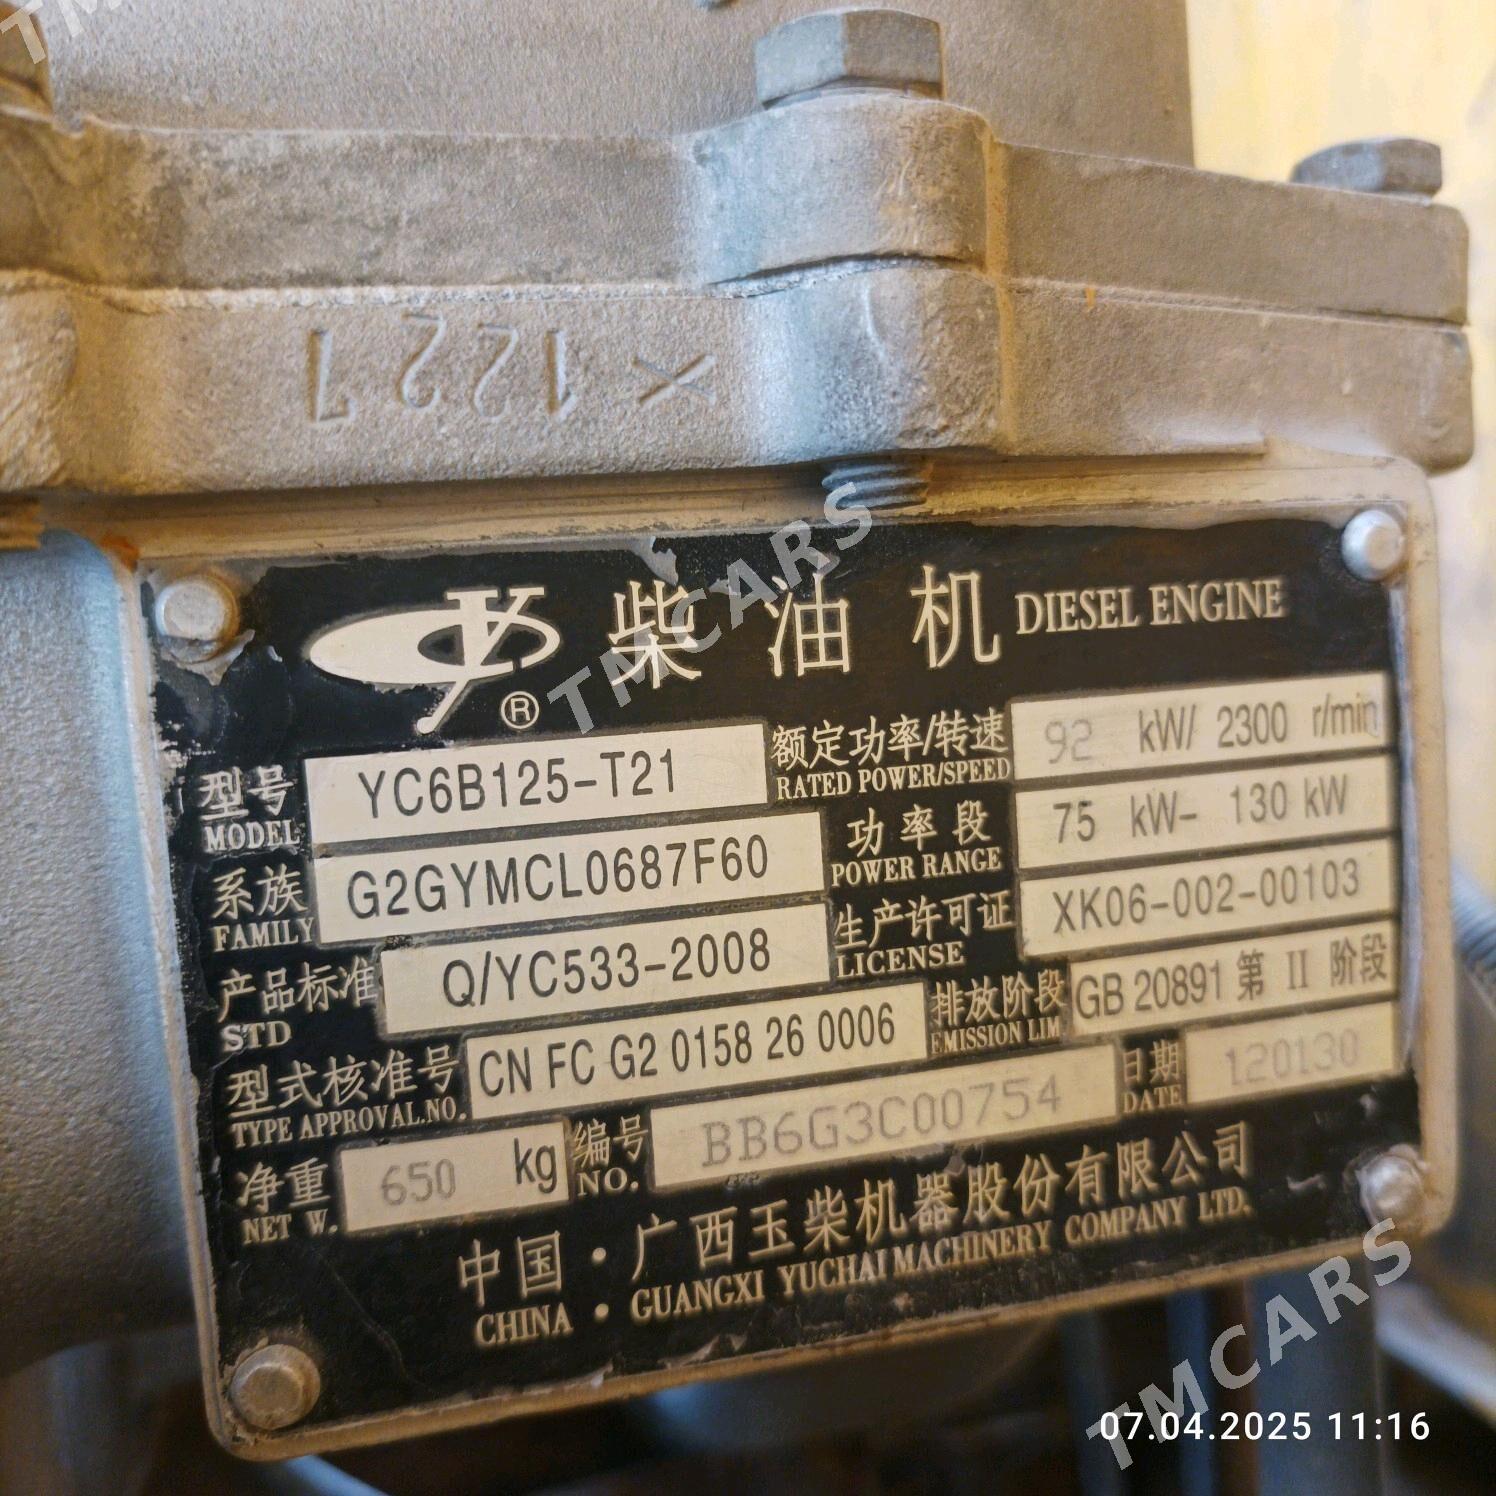 TMCARS
X 1227
柴油机 DIESEL ENGINE
TMCARS
型号 YC6B125-T21 额定功率/转速 92 kW/ 2300 r/min
MODEL RATED POWER/SPEED
系族 G2GYMCL0687F60 功率段 75 kW- 130 kW
FAMILY POWER RANGE
产品标准 Q/YC533-2008 生产许可证 XK06-002-00103
STD LICENSE
型式核准号 CN FC G2 0158 26 0006 排放阶段 GB 20891 第 II 阶段
TYPE APPROVAL.NO. EMISSION LIM.
净重 650 kg 编号 BB6G3C00754 日期 120130
NET W. NO. DATE
中国·广西玉柴机器股份有限公司
CHINA · GUANGXI YUCHAI MACHINERY COMPANY LTD.
TMCARS
07.04.2025 11:16